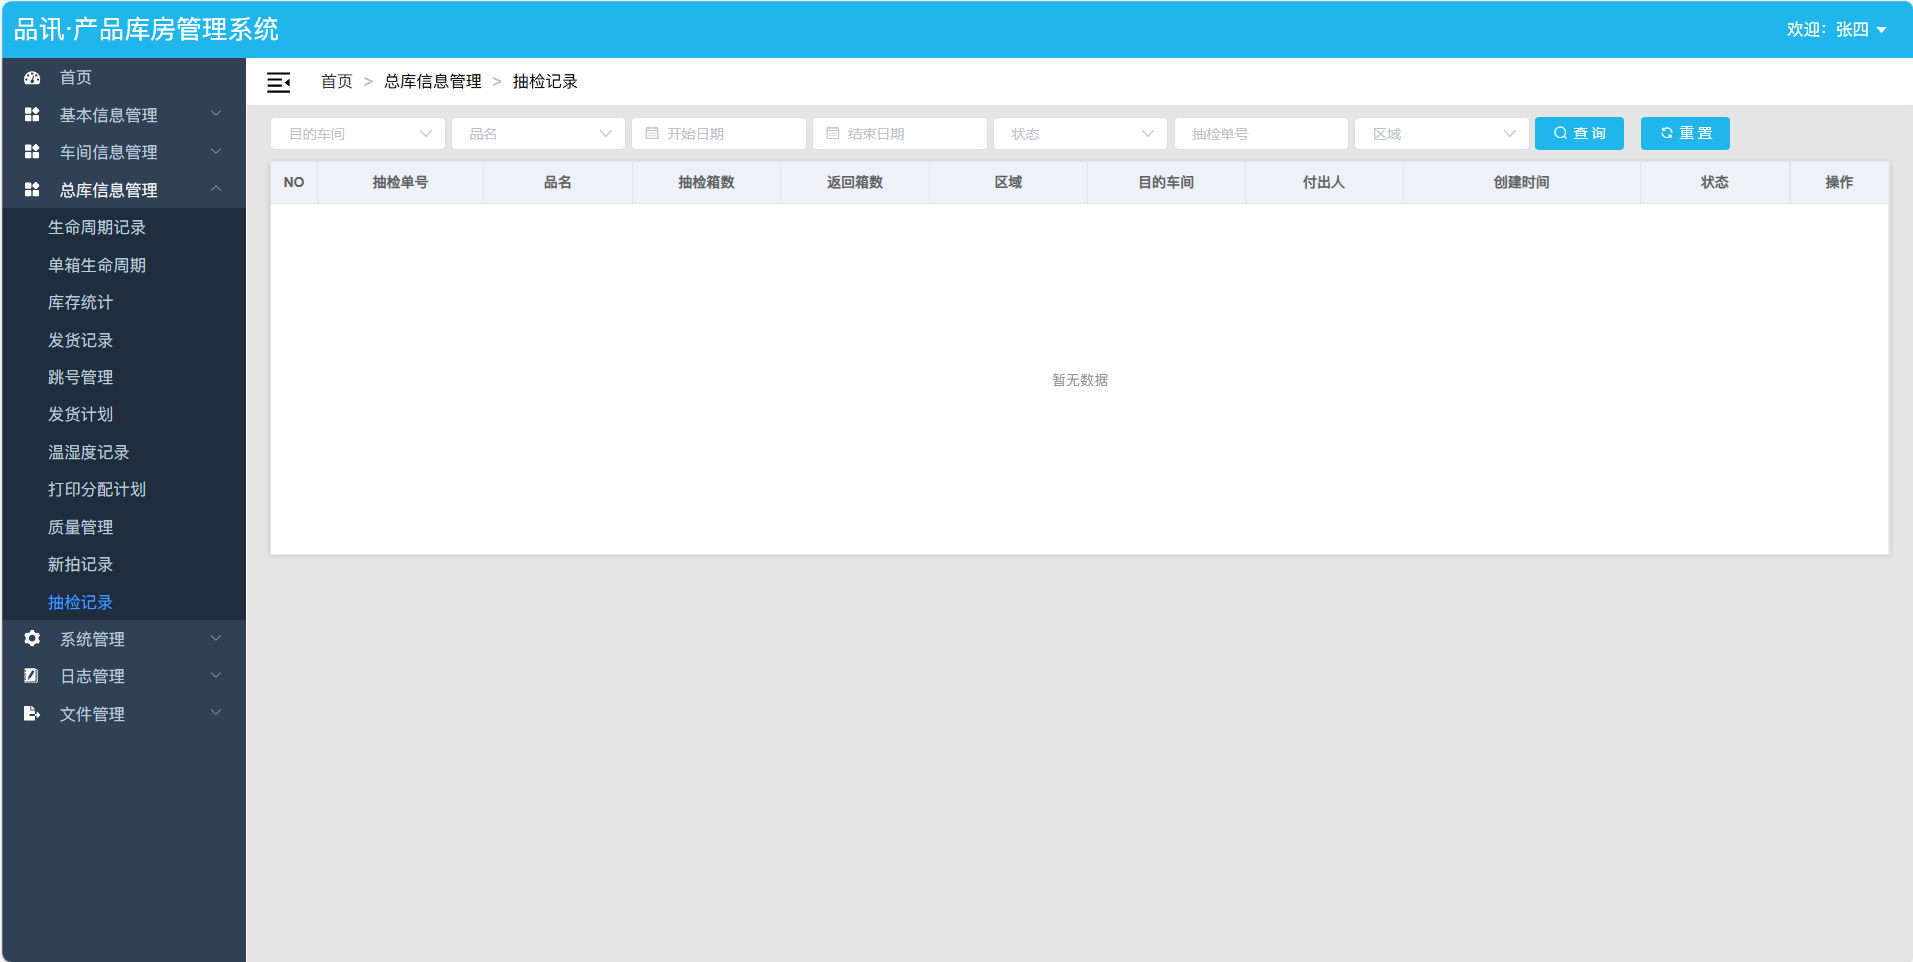 品讯·产品库房管理系统
欢迎：张四
首页
基本信息管理
车间信息管理
总库信息管理
生命周期记录
单箱生命周期
库存统计
发货记录
跳号管理
发货计划
温湿度记录
打印分配计划
质量管理
新拍记录
抽检记录
系统管理
日志管理
文件管理
首页 > 总库信息管理 > 抽检记录
目的车间 品名 开始日期 结束日期 状态 抽检单号 区域 查询 重置
NO 抽检单号 品名 抽检箱数 返回箱数 区域 目的车间 付出人 创建时间 状态 操作
暂无数据